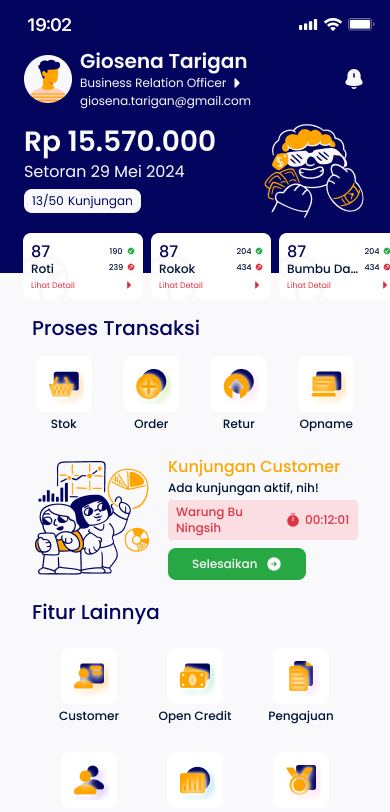 19:02
Giosena Tarigan
Business Relation Officer
giosena.tarigan@gmail.com
Rp 15.570.000
Setoran 29 Mei 2024
13/50 Kunjungan
87 190
Roti 239
Lihat Detail
87 204
Rokok 434
Lihat Detail
87 204
Bumbu Da... 434
Lihat Detail
Proses Transaksi
Stok Order Retur Opname
Kunjungan Customer
Ada kunjungan aktif, nih!
Warung Bu
Ningsih
00:12:01
Selesaikan
Fitur Lainnya
Customer Open Credit Pengajuan